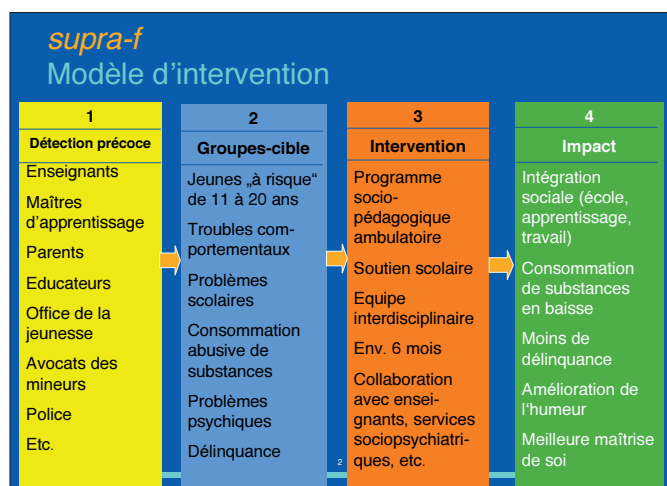 supra-f
Modèle d'intervention
1
Détection précoce
Enseignants
Maîtres
d'apprentissage
Parents
Educateurs
Office de la
jeunesse
Avocats des
mineurs
Police
Etc.
2
Groupes-cible
Jeunes „à risque“
de 11 à 20 ans
Troubles com-
portementaux
Problèmes
scolaires
Consommation
abusive de
substances
Problèmes
psychiques
Délinquance
3
Intervention
Programme
socio-
pédagogique
ambulatoire
Soutien scolaire
Equipe
interdisciplinaire
Env. 6 mois
Collaboration
avec ensei-
gnants, services
sociopsychiatri-
ques, etc.
4
Impact
Intégration
sociale (école,
apprentissage,
travail)
Consommation
de substances
en baisse
Moins de
délinquance
Amélioration de
l‘humeur
Meilleure maîtrise
de soi
2